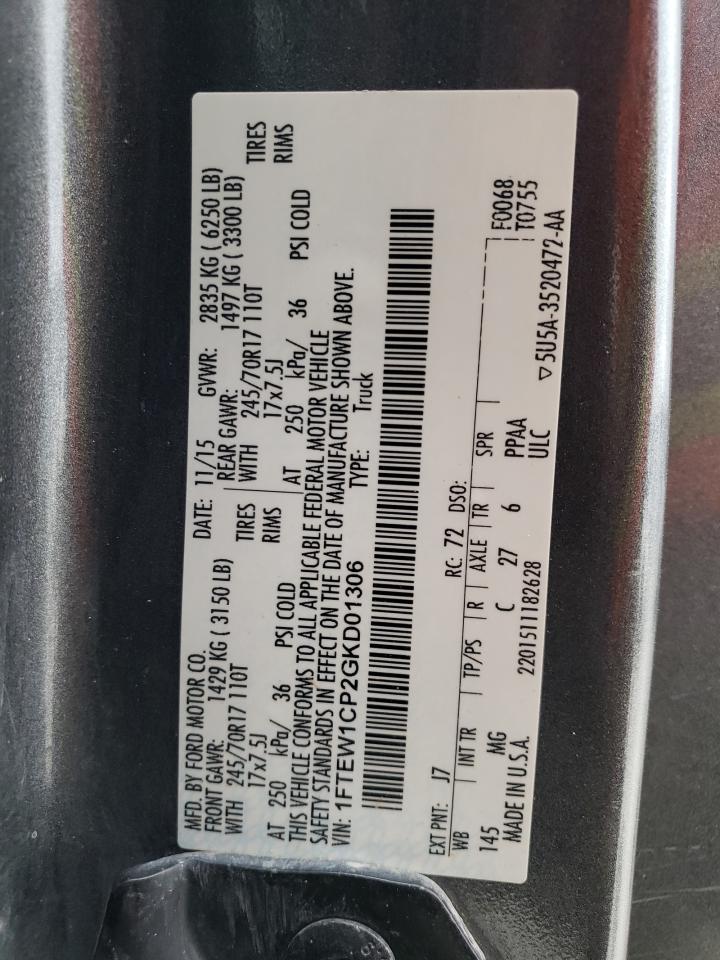 MFD. BY FORD MOTOR CO. DATE: 11/15 GVWR: 2835 KG ( 6250 LB)
FRONT GAWR: 1429 KG ( 3150 LB) REAR GAWR: 1497 KG ( 3300 LB)
WITH 245/70R17 110T TIRES WITH 245/70R17 110T TIRES
17x7.5J RIMS 17x7.5J RIMS
AT 250 kPa/ 36 PSI COLD AT 250 kPa/ 36 PSI COLD
THIS VEHICLE CONFORMS TO ALL APPLICABLE FEDERAL MOTOR VEHICLE
SAFETY STANDARDS IN EFFECT ON THE DATE OF MANUFACTURE SHOWN ABOVE.
VIN: 1FTEW1CP2GKD01306 TYPE: Truck
EXT PNT: J7 RC: 72 DSO:
WB INT TR TP/PS R AXLE TR SPR F0068
145 MG C 27 6 PPAA T0755
MADE IN U.S.A. 2201511182628 ULC ▽5U5A-3520472-AA